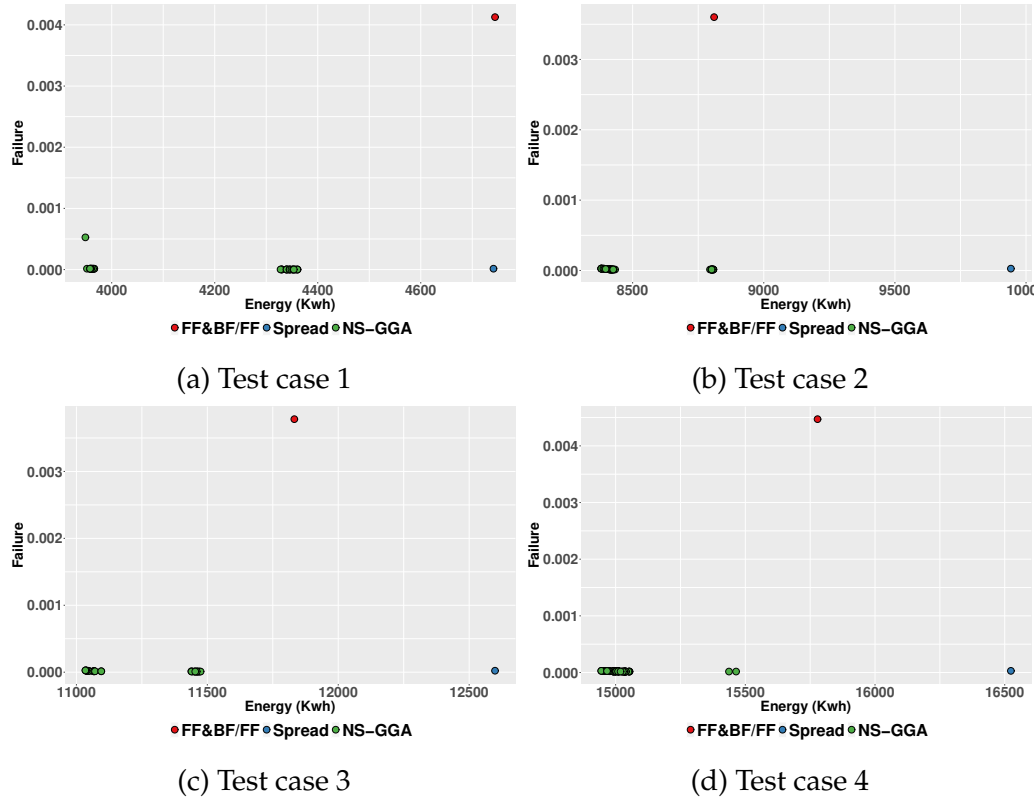 0.004
0.003
0.002
0.001
0.000
Failure
4000 4200 4400 4600
Energy (Kwh)
FF&BF/FF Spread NS−GGA
(a) Test case 1
0.003
0.002
0.001
0.000
Failure
8500 9000 9500 1000
Energy (Kwh)
FF&BF/FF Spread NS−GGA
(b) Test case 2
0.003
0.002
0.001
0.000
Failure
11000 11500 12000 12500
Energy (Kwh)
FF&BF/FF Spread NS−GGA
(c) Test case 3
0.004
0.003
0.002
0.001
0.000
Failure
15000 15500 16000 16500
Energy (Kwh)
FF&BF/FF Spread NS−GGA
(d) Test case 4